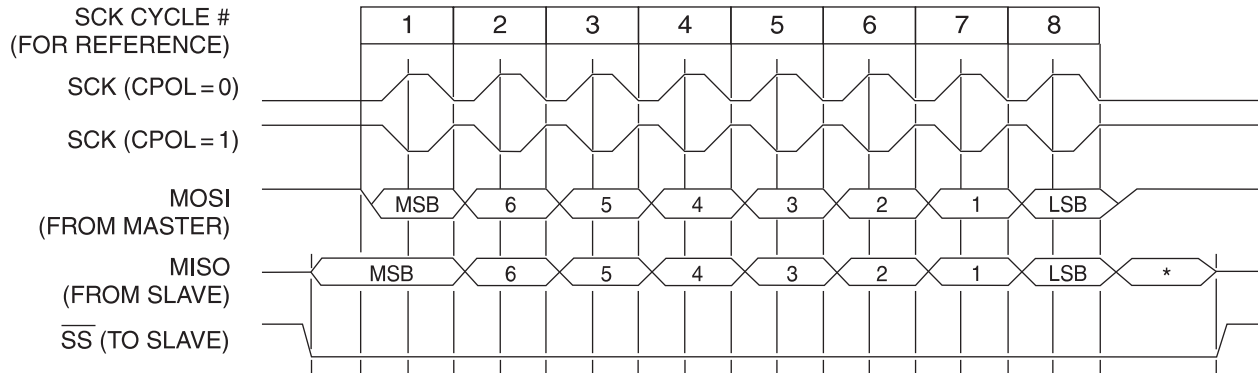 SCK CYCLE #
(FOR REFERENCE)
1 2 3 4 5 6 7 8
SCK (CPOL = 0)
SCK (CPOL = 1)
MOSI
(FROM MASTER)
MSB 6 5 4 3 2 1 LSB
MISO
(FROM SLAVE)
MSB 6 5 4 3 2 1 LSB *
SS (TO SLAVE)